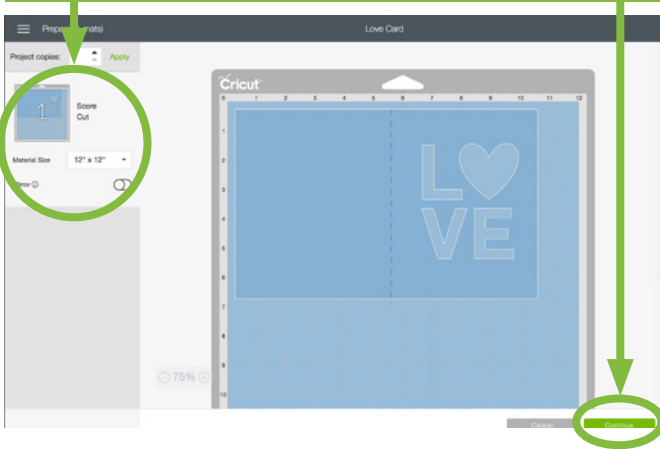 Prepare mats)
Love Card
Project copies:
Apply
1
Score
Cut
Material Size
12" x 12"
Mirror
Cricut
0 1 2 3 4 5 6 7 8 9 10 11 12
1
2
3
4
5
6
7
8
9
10
LOVE
75%
Cancel
Continue